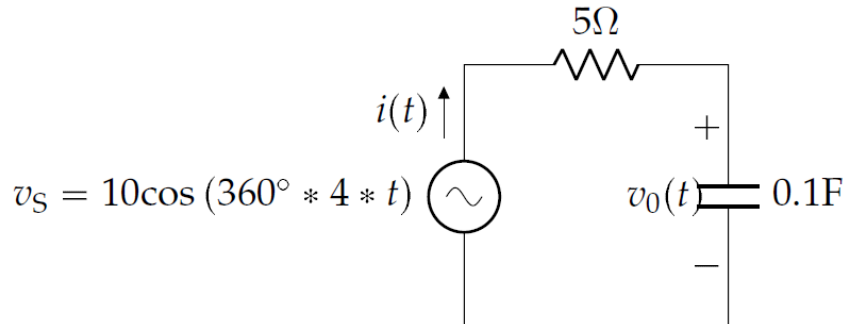 5Ω
i(t)
+
v_S = 10cos (360° * 4 * t)
v_0(t)
0.1F
−